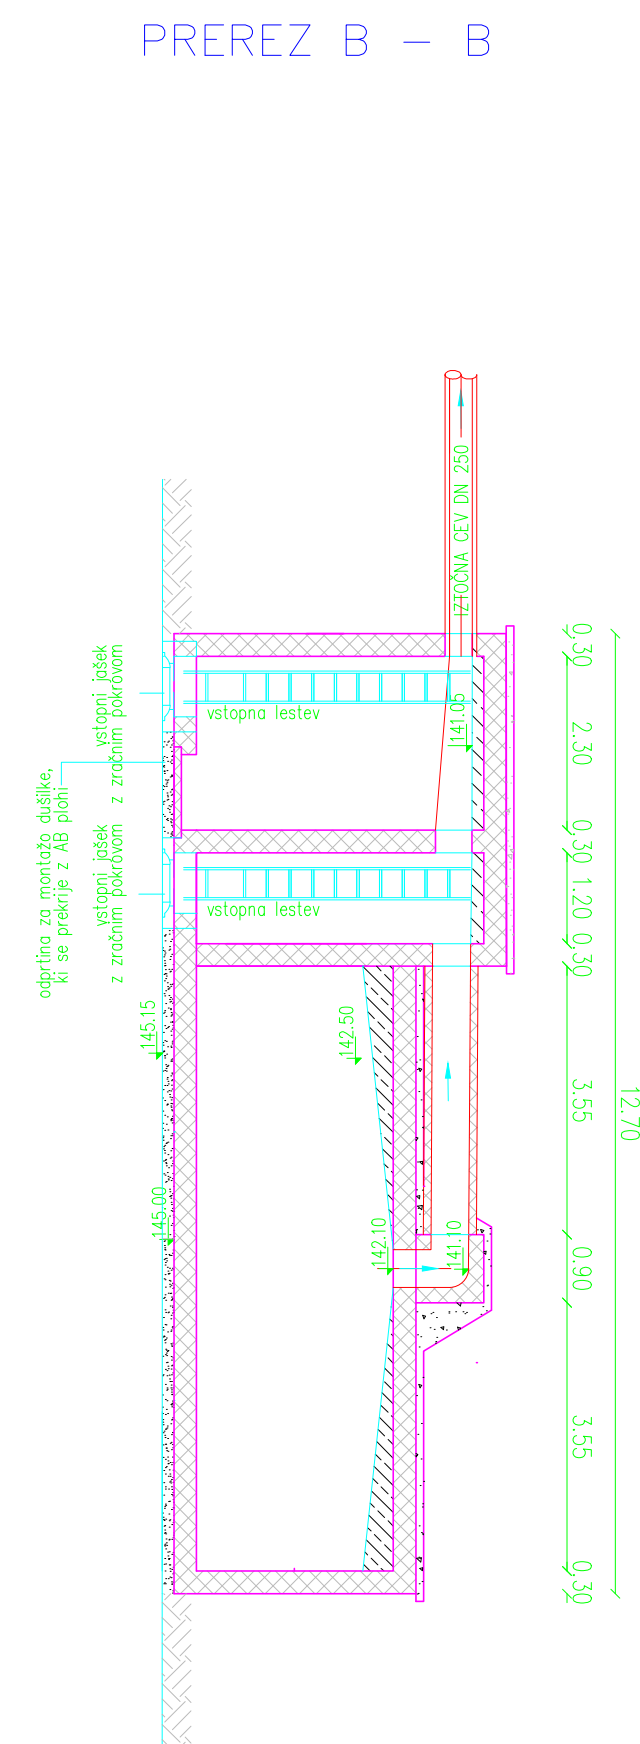 PREREZ B - B
IZTOČNA CEV DN 250
vstopni jašek
z zračnim pokrovom
vstopna lestev
141.05
odprtina za montažo dušilke,
ki se prekrije z AB plohi
vstopni jašek
z zračnim pokrovom
vstopna lestev
145.15
142.50
145.00
142.10
141.10
0.30
2.30
0.30
1.20
0.30
3.55
0.90
3.55
0.30
12.70